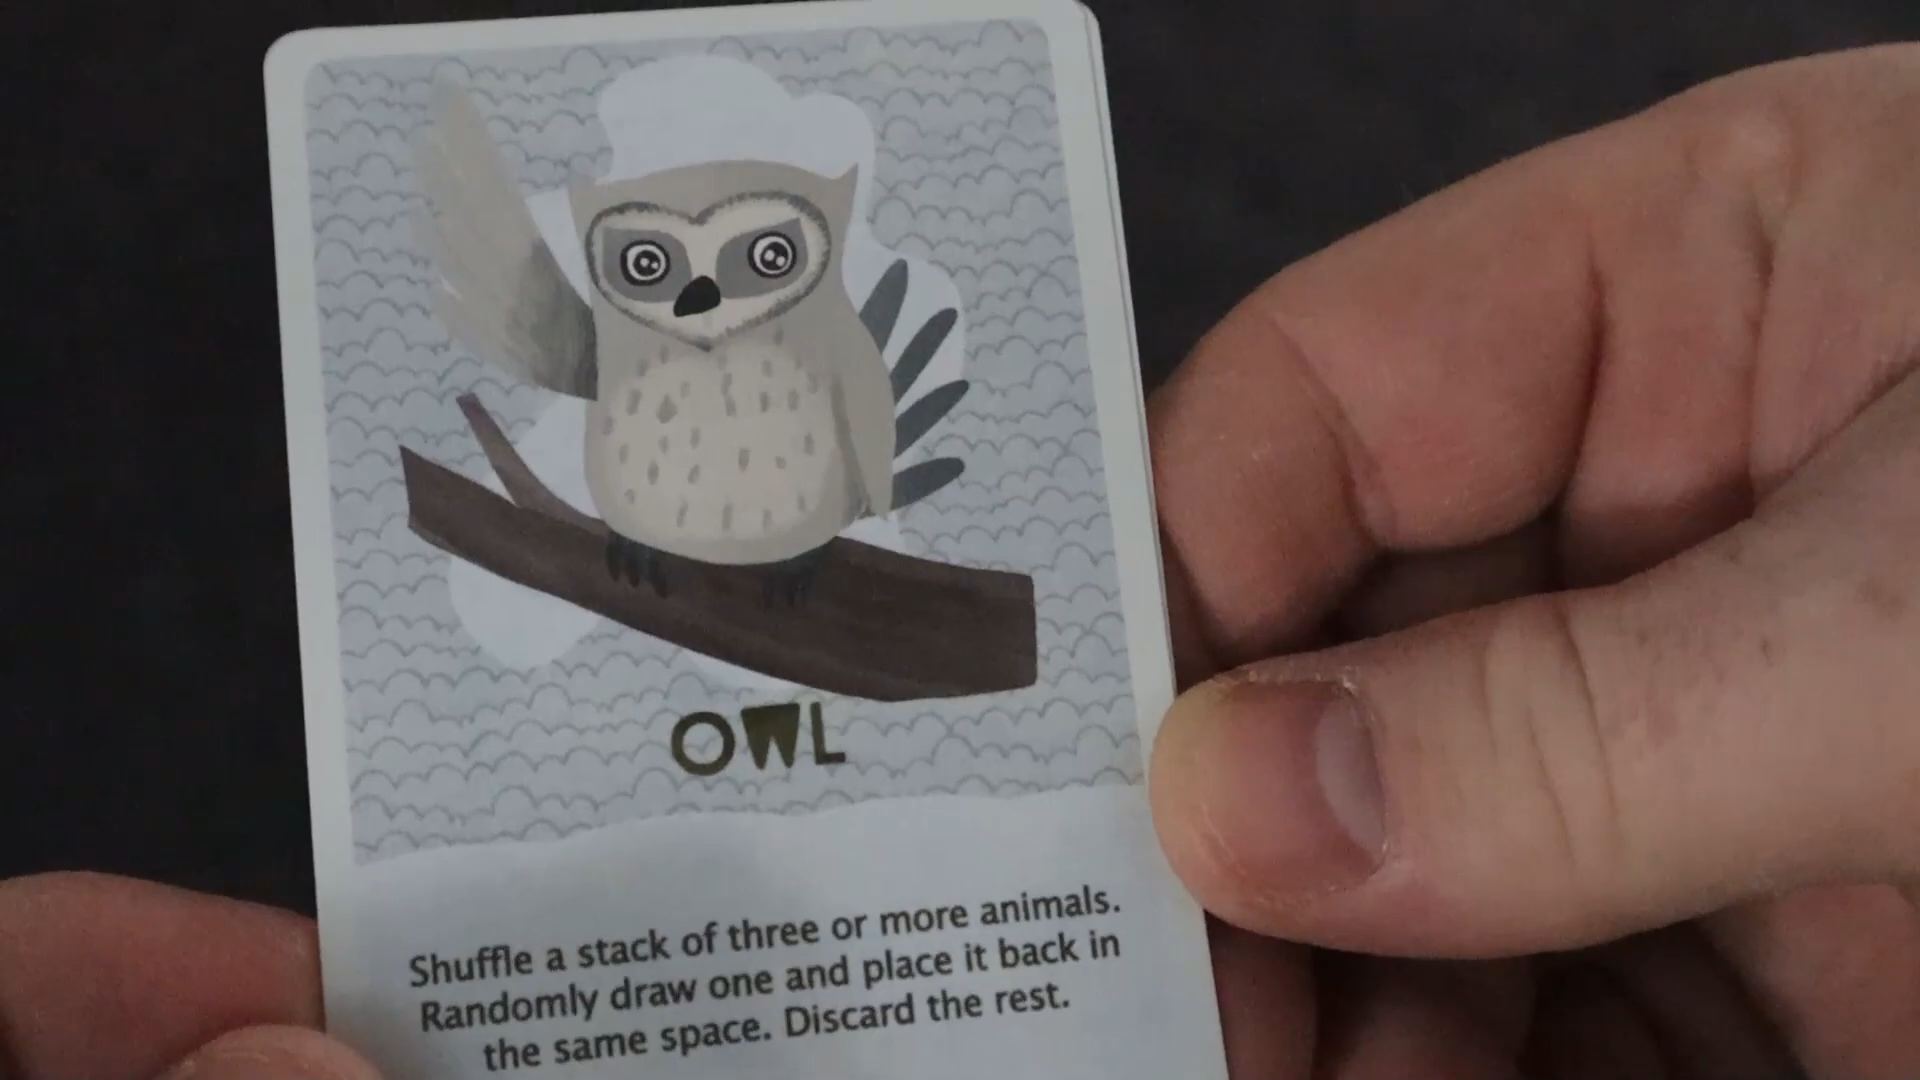 OWL
Shuffle a stack of three or more animals.
Randomly draw one and place it back in
the same space. Discard the rest.